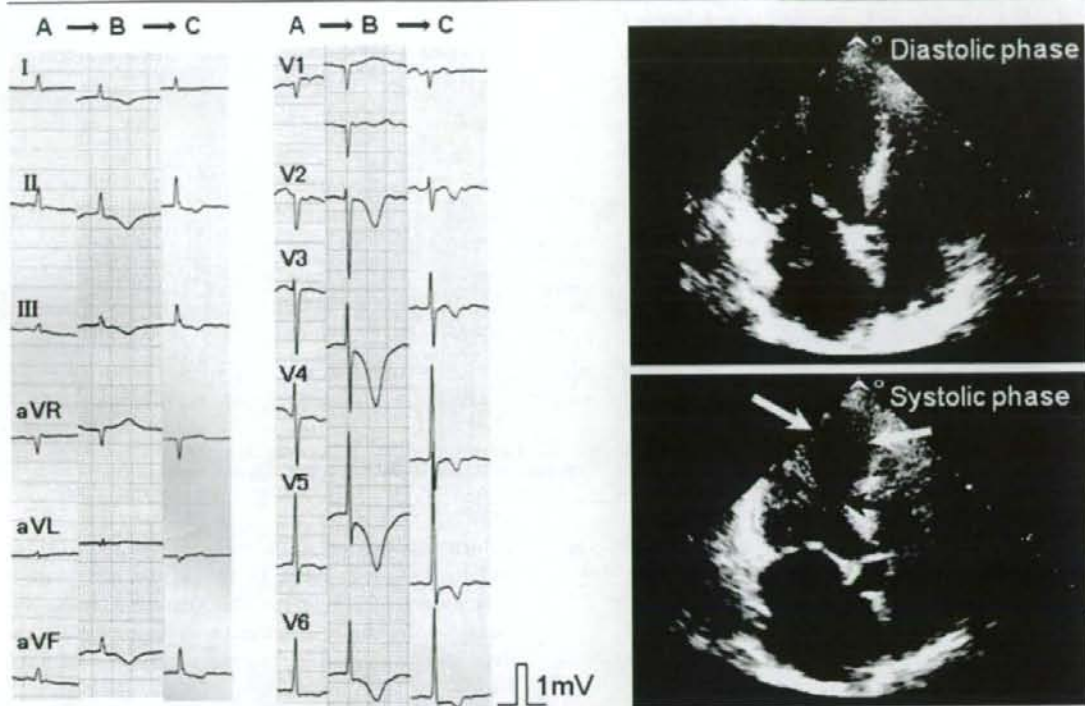 A → B → C
I
II
III
aVR
aVL
aVF
A → B → C
V1
V2
V3
V4
V5
V6
1mV
Diastolic phase
Systolic phase